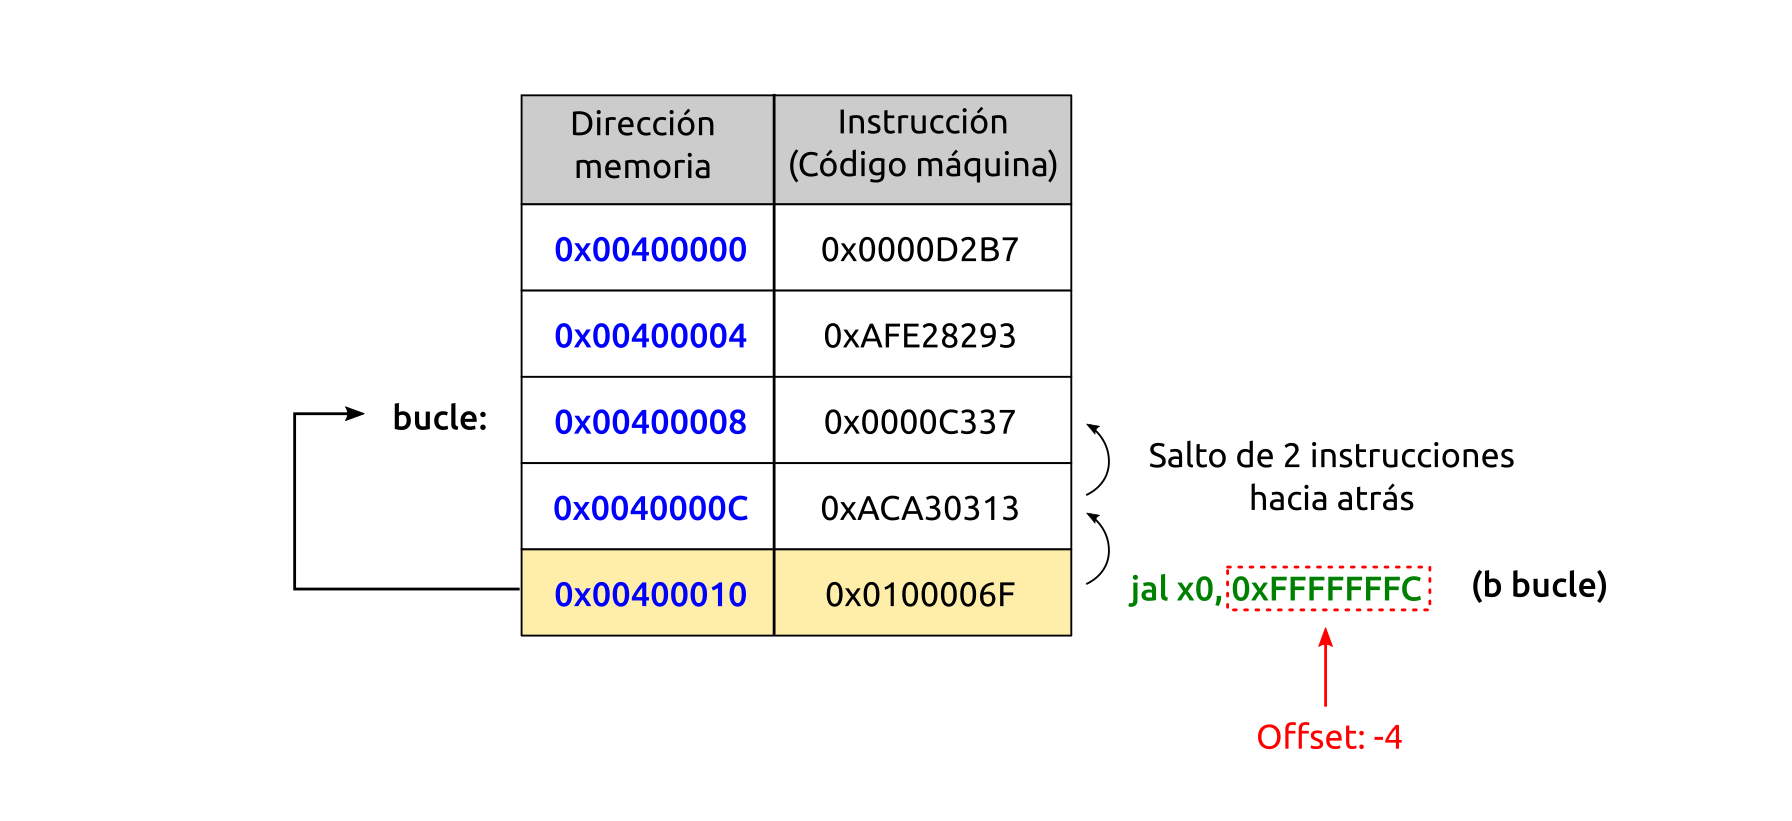 Dirección
memoria
Instrucción
(Código máquina)
0x00400000 0x0000D2B7
0x00400004 0xAFE28293
bucle: 0x00400008 0x0000C337
0x0040000C 0xACA30313
Salto de 2 instrucciones
hacia atrás
0x00400010 0x0100006F jal x0, 0xFFFFFFFC (b bucle)
Offset: -4